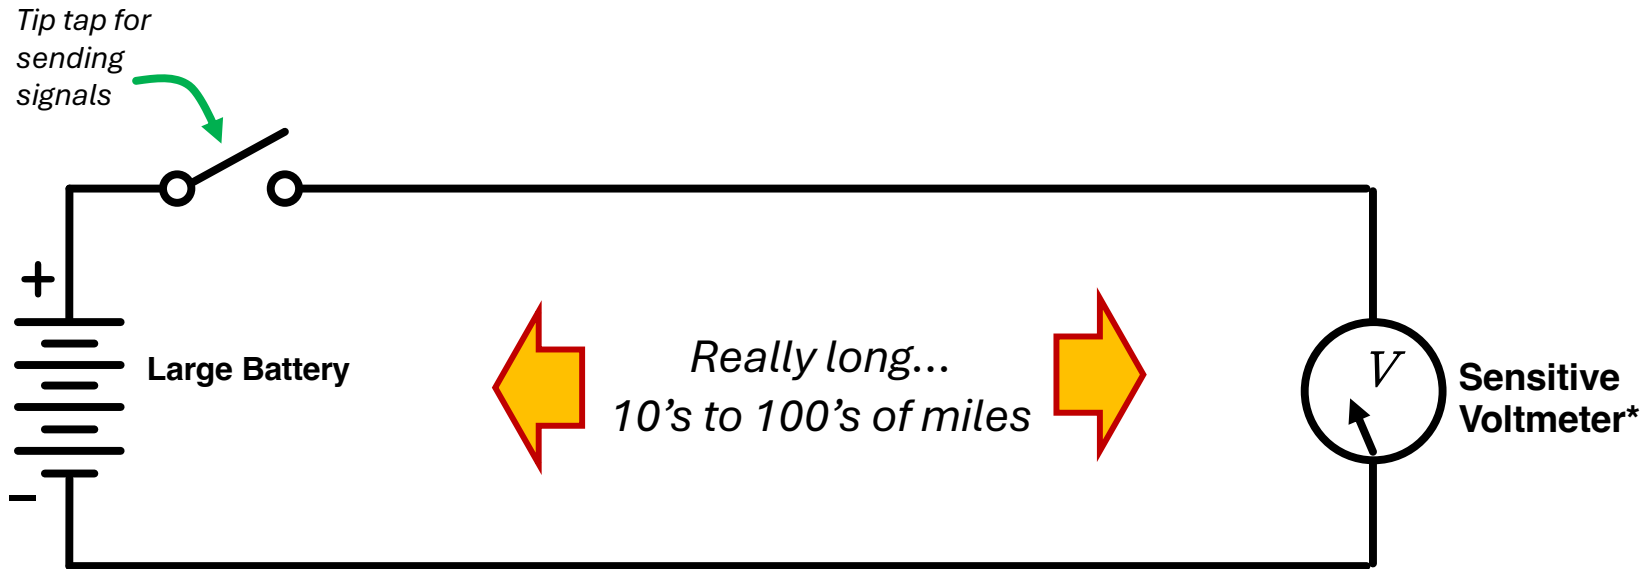 Tip tap for
sending
signals
+
Large Battery
–
Really long...
10’s to 100’s of miles
V
Sensitive
Voltmeter*